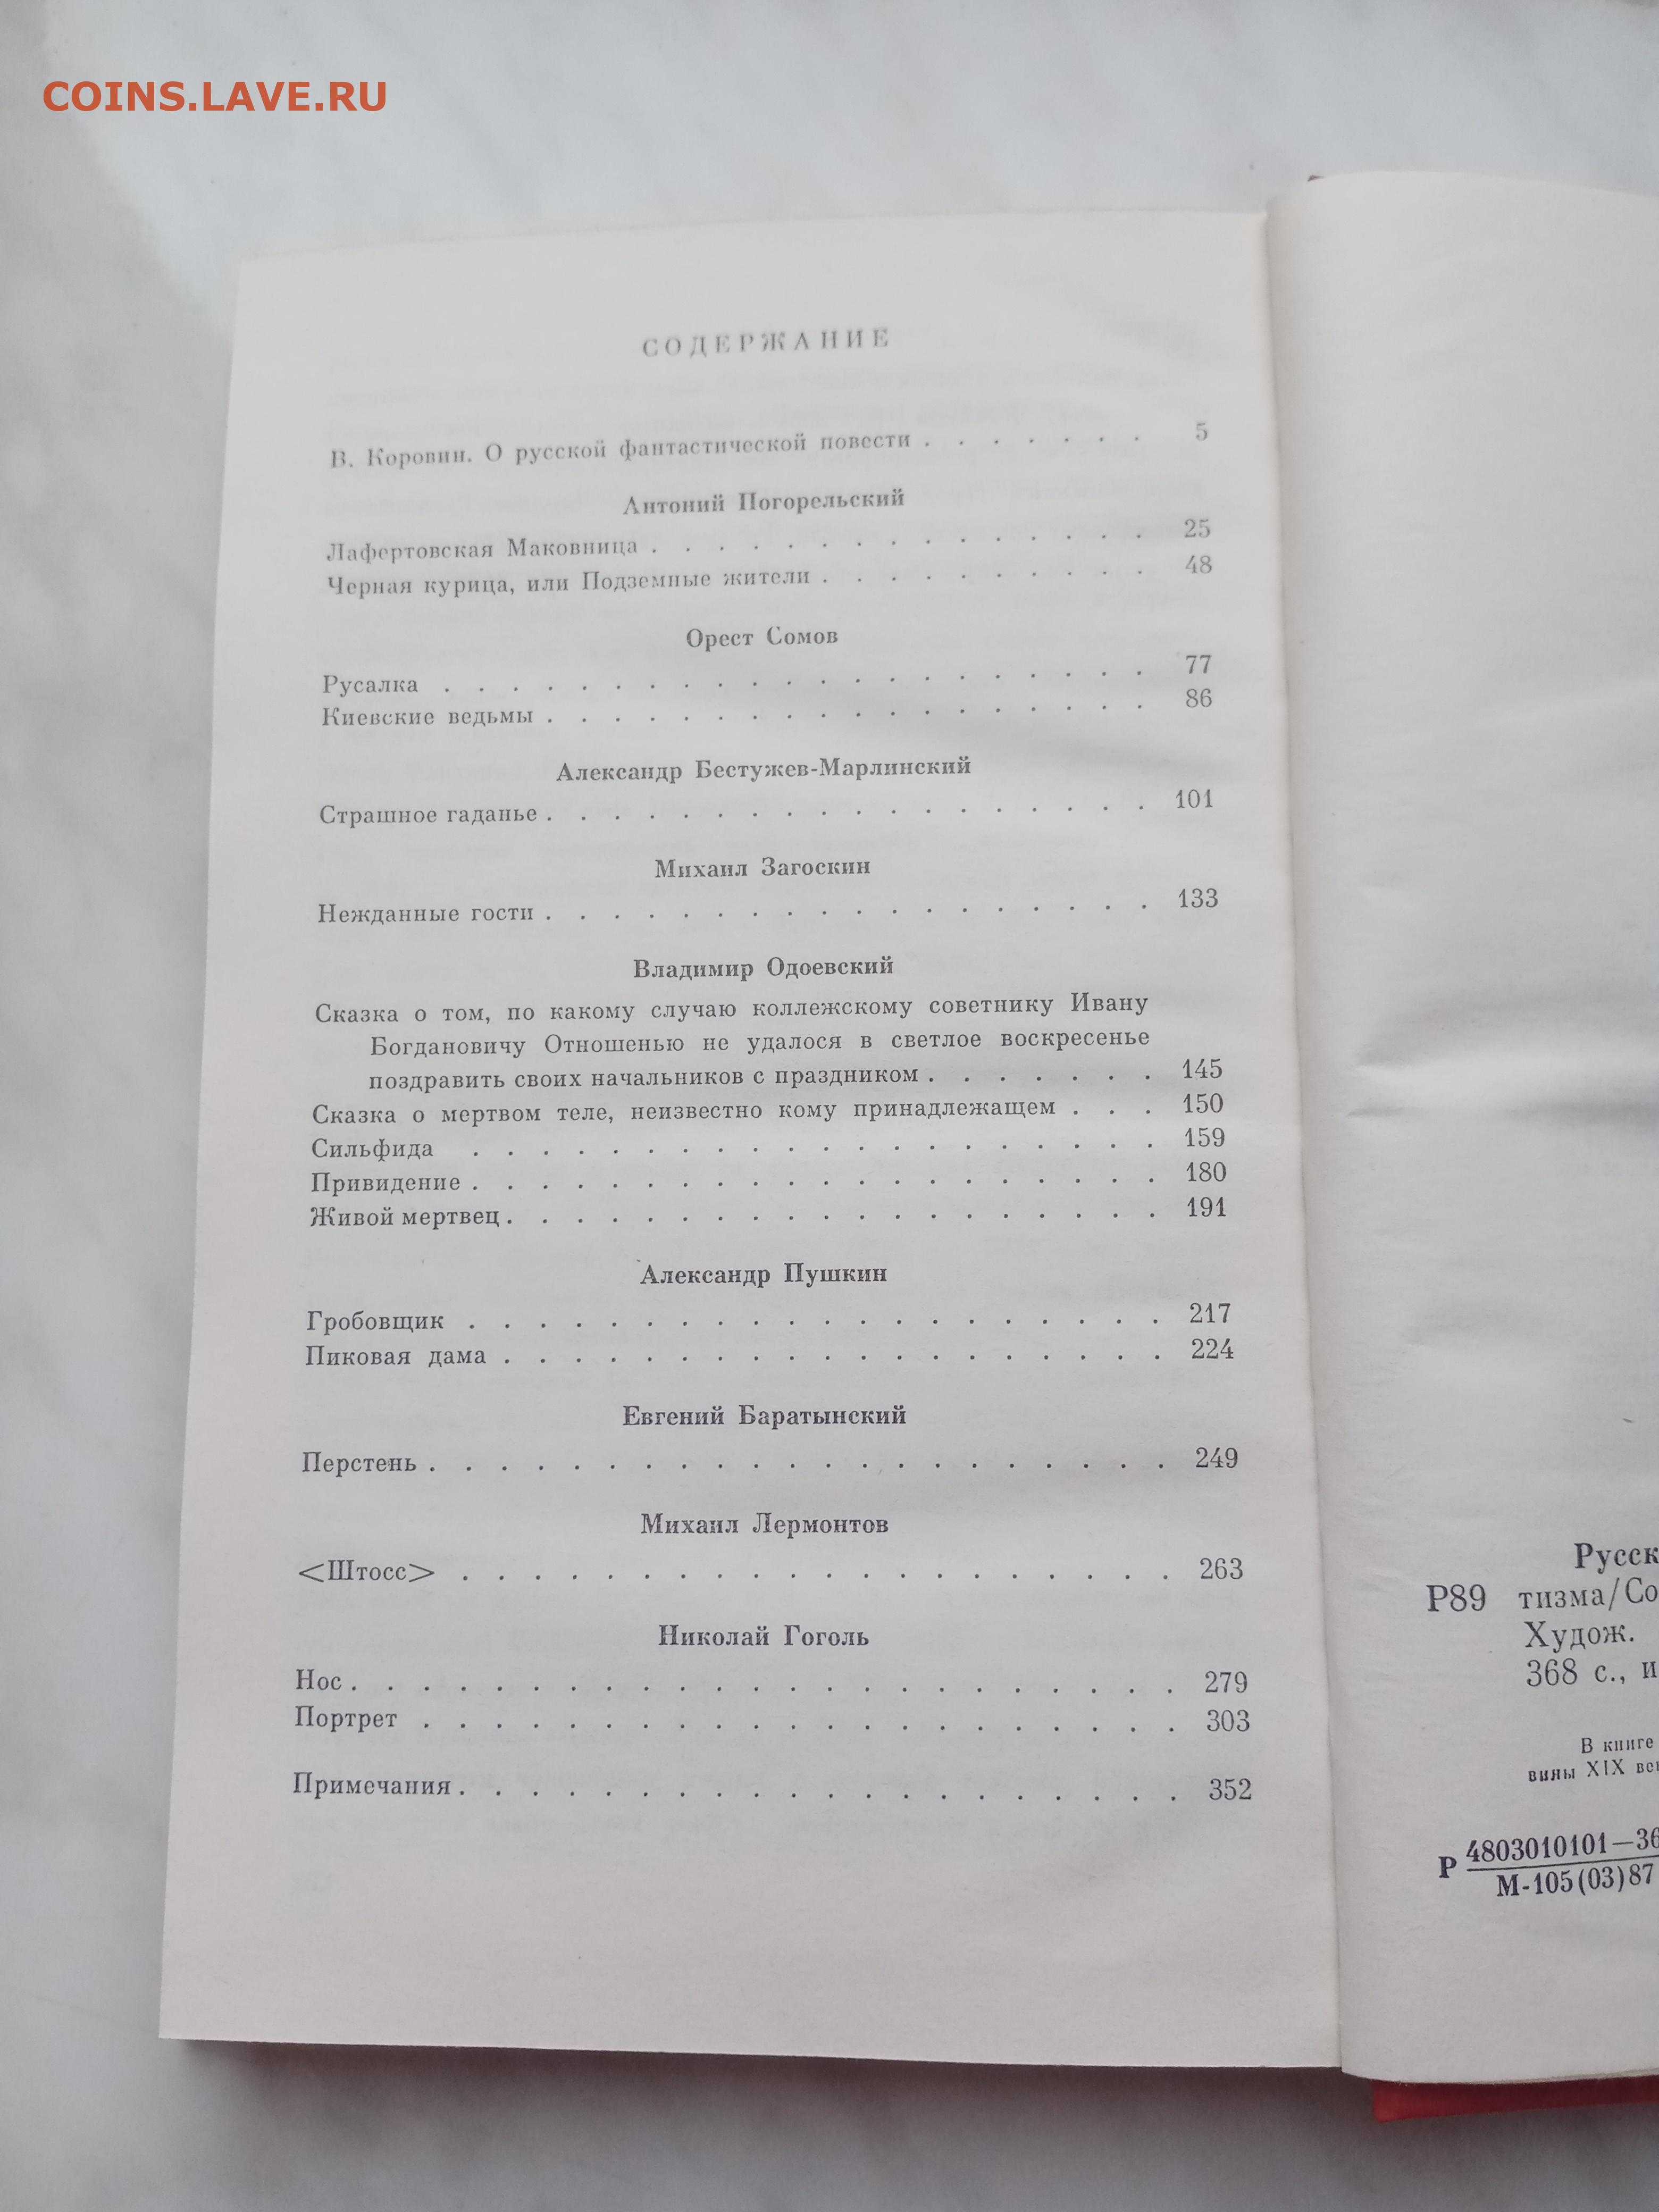 COINS.LAVE.RU
СОДЕРЖАНИЕ
В. Коровин. О русской фантастической повести . . . . . . . 5
Антоний Погорельский
Лафертовская Маковница . . . . . . . . . . . . . . . 25
Черная курица, или Подземные жители . . . . . . . . . . 48
Орест Сомов
Русалка . . . . . . . . . . . . . . . . . . . . . 77
Киевские ведьмы . . . . . . . . . . . . . . . . . . 86
Александр Бестужев-Марлинский
Страшное гаданье . . . . . . . . . . . . . . . . . . 101
Михаил Загоскин
Нежданные гости . . . . . . . . . . . . . . . . . . 133
Владимир Одоевский
Сказка о том, по какому случаю коллежскому советнику Ивану
Богдановичу Отношенью не удалося в светлое воскресенье
поздравить своих начальников с праздником . . . . . . . 145
Сказка о мертвом теле, неизвестно кому принадлежащем . . . 150
Сильфида . . . . . . . . . . . . . . . . . . . . 159
Привидение . . . . . . . . . . . . . . . . . . . . 180
Живой мертвец . . . . . . . . . . . . . . . . . . . 191
Александр Пушкин
Гробовщик . . . . . . . . . . . . . . . . . . . . 217
Пиковая дама . . . . . . . . . . . . . . . . . . . 224
Евгений Баратынский
Перстень . . . . . . . . . . . . . . . . . . . . . 249
Михаил Лермонтов
<Штосс> . . . . . . . . . . . . . . . . . . . . 263
Николай Гоголь
Нос . . . . . . . . . . . . . . . . . . . . . . . 279
Портрет . . . . . . . . . . . . . . . . . . . . . 303
Примечания . . . . . . . . . . . . . . . . . . . . 352
Русск
Р89 тизма/Со
Худож.
368 с., и
В книге
вины XIX ве
Р 4803010101—36
М-105(03)87